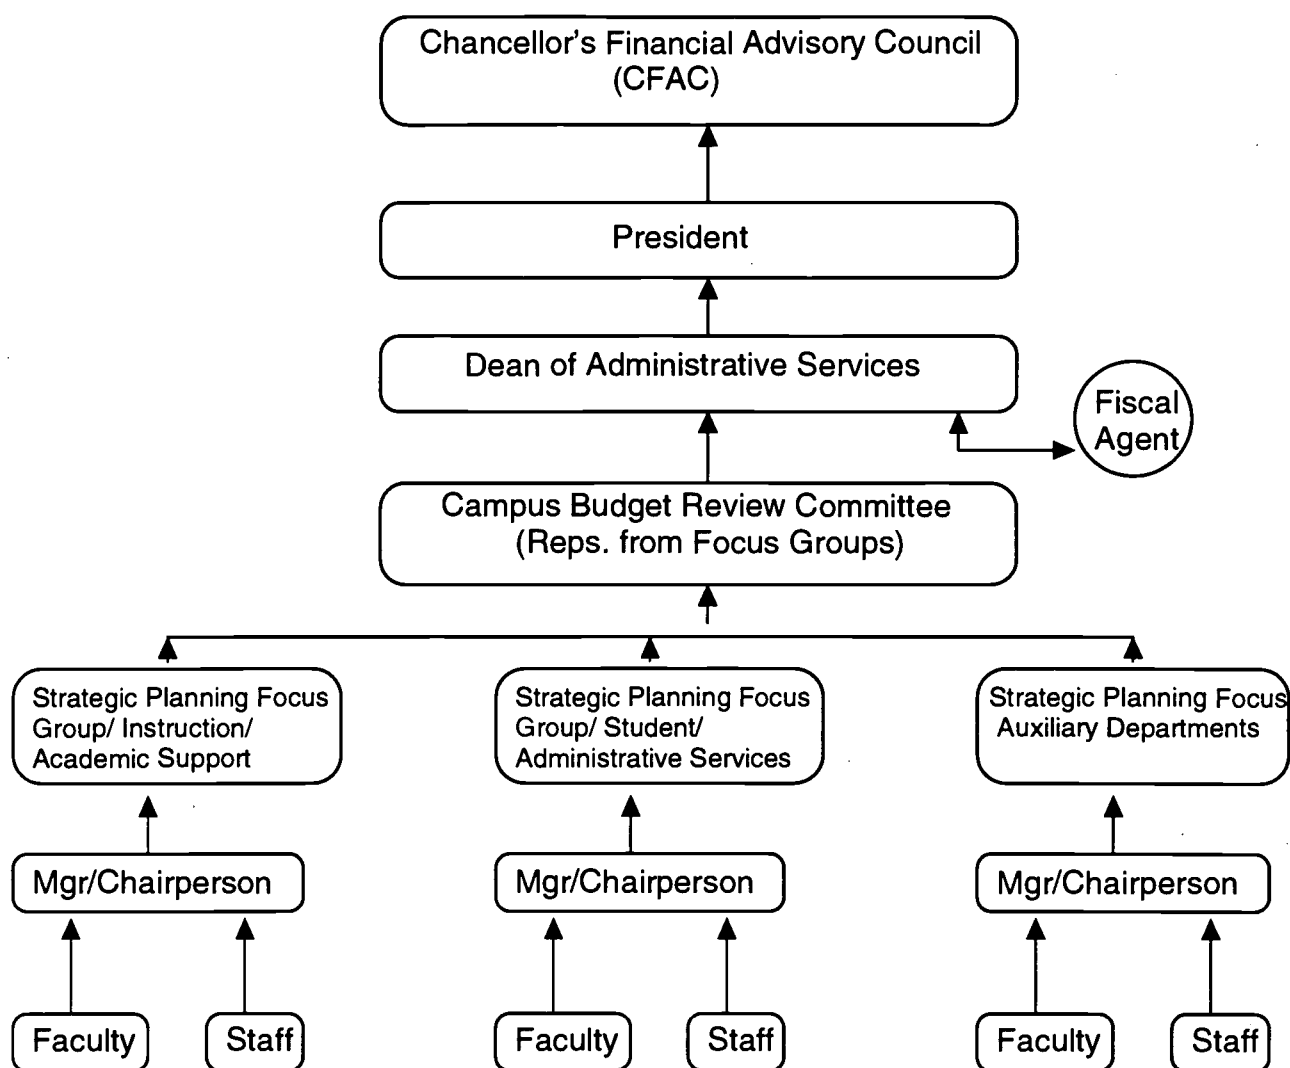 Chancellor's Financial Advisory Council
(CFAC)
President
Dean of Administrative Services
Fiscal
Agent
Campus Budget Review Committee
(Reps. from Focus Groups)
Strategic Planning Focus
Group/ Instruction/
Academic Support
Strategic Planning Focus
Group/ Student/
Administrative Services
Strategic Planning Focus
Auxiliary Departments
Mgr/Chairperson
Mgr/Chairperson
Mgr/Chairperson
Faculty
Staff
Faculty
Staff
Faculty
Staff